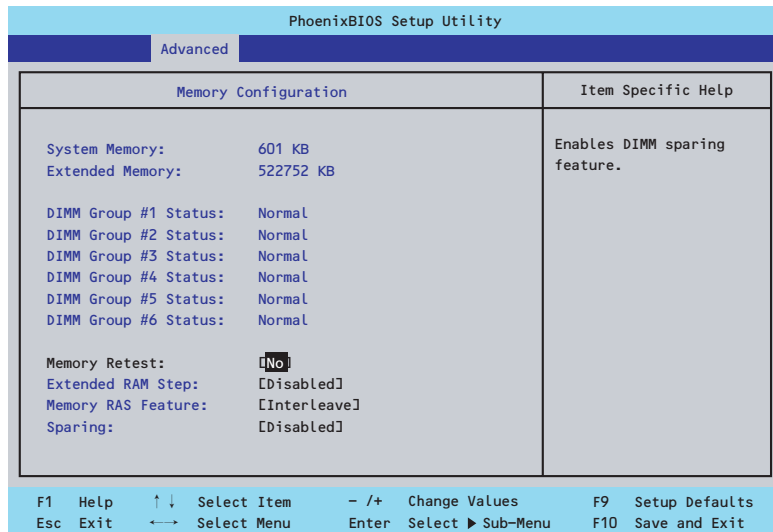 PhoenixBIOS Setup Utility
Advanced
Memory Configuration
Item Specific Help
System Memory: 601 KB
Extended Memory: 522752 KB
Enables DIMM sparing
feature.
DIMM Group #1 Status: Normal
DIMM Group #2 Status: Normal
DIMM Group #3 Status: Normal
DIMM Group #4 Status: Normal
DIMM Group #5 Status: Normal
DIMM Group #6 Status: Normal
Memory Retest: [No]
Extended RAM Step: [Disabled]
Memory RAS Feature: [Interleave]
Sparing: [Disabled]
F1 Help ↑↓ Select Item - /+ Change Values F9 Setup Defaults
Esc Exit ←→ Select Menu Enter Select ▶ Sub-Menu F10 Save and Exit